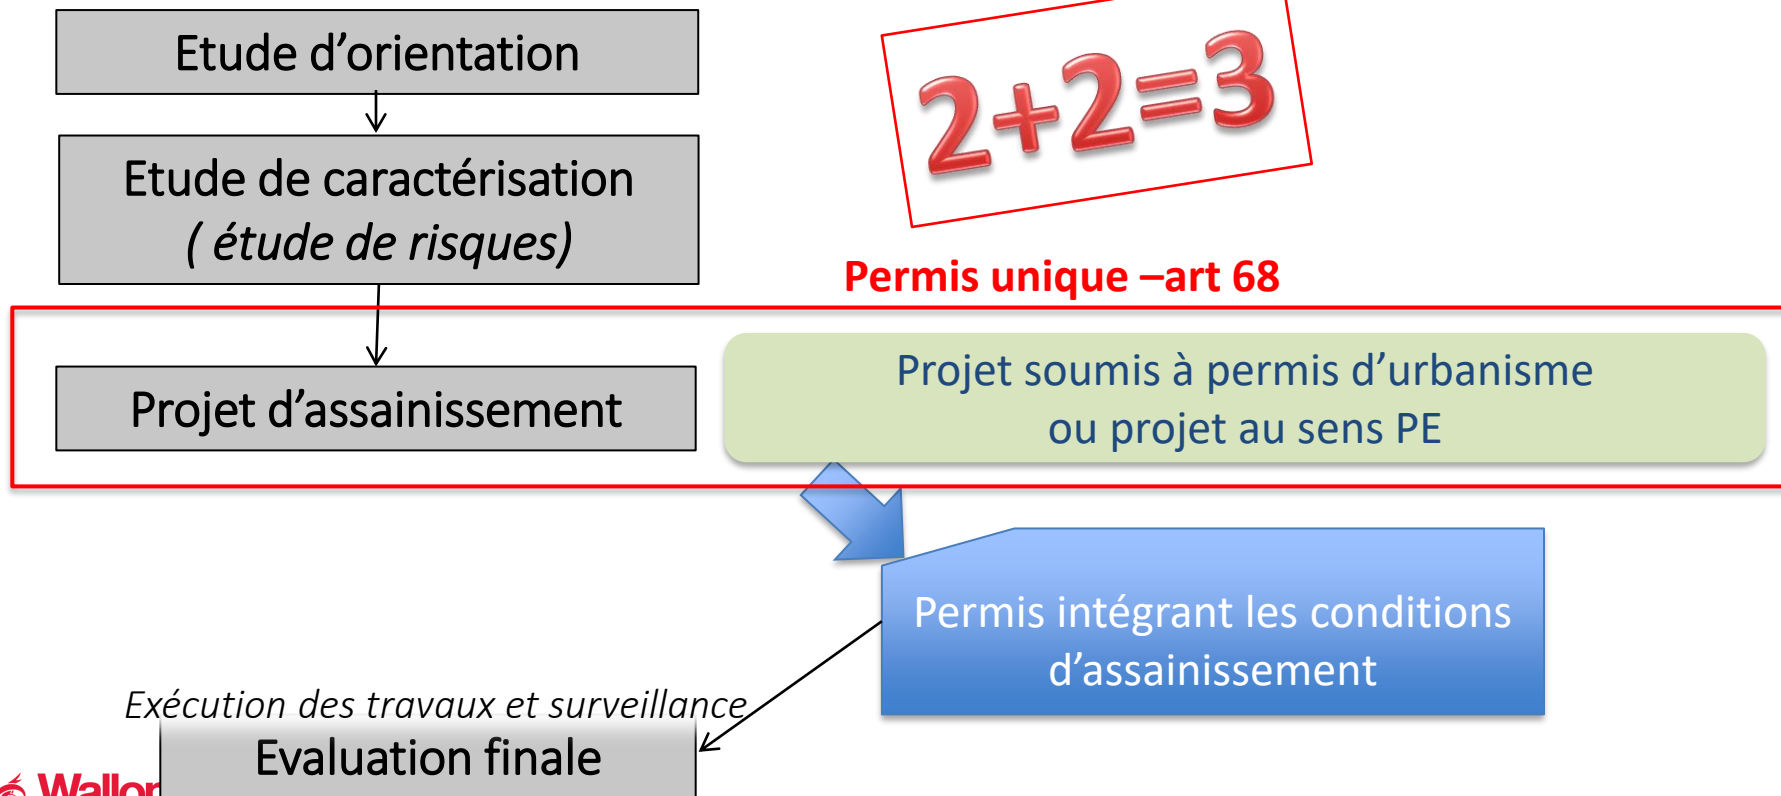 Etude d’orientation
2+2=3
Etude de caractérisation
( étude de risques)
Permis unique –art 68
Projet d’assainissement
Projet soumis à permis d’urbanisme
ou projet au sens PE
Permis intégrant les conditions
d’assainissement
Exécution des travaux et surveillance
Evaluation finale